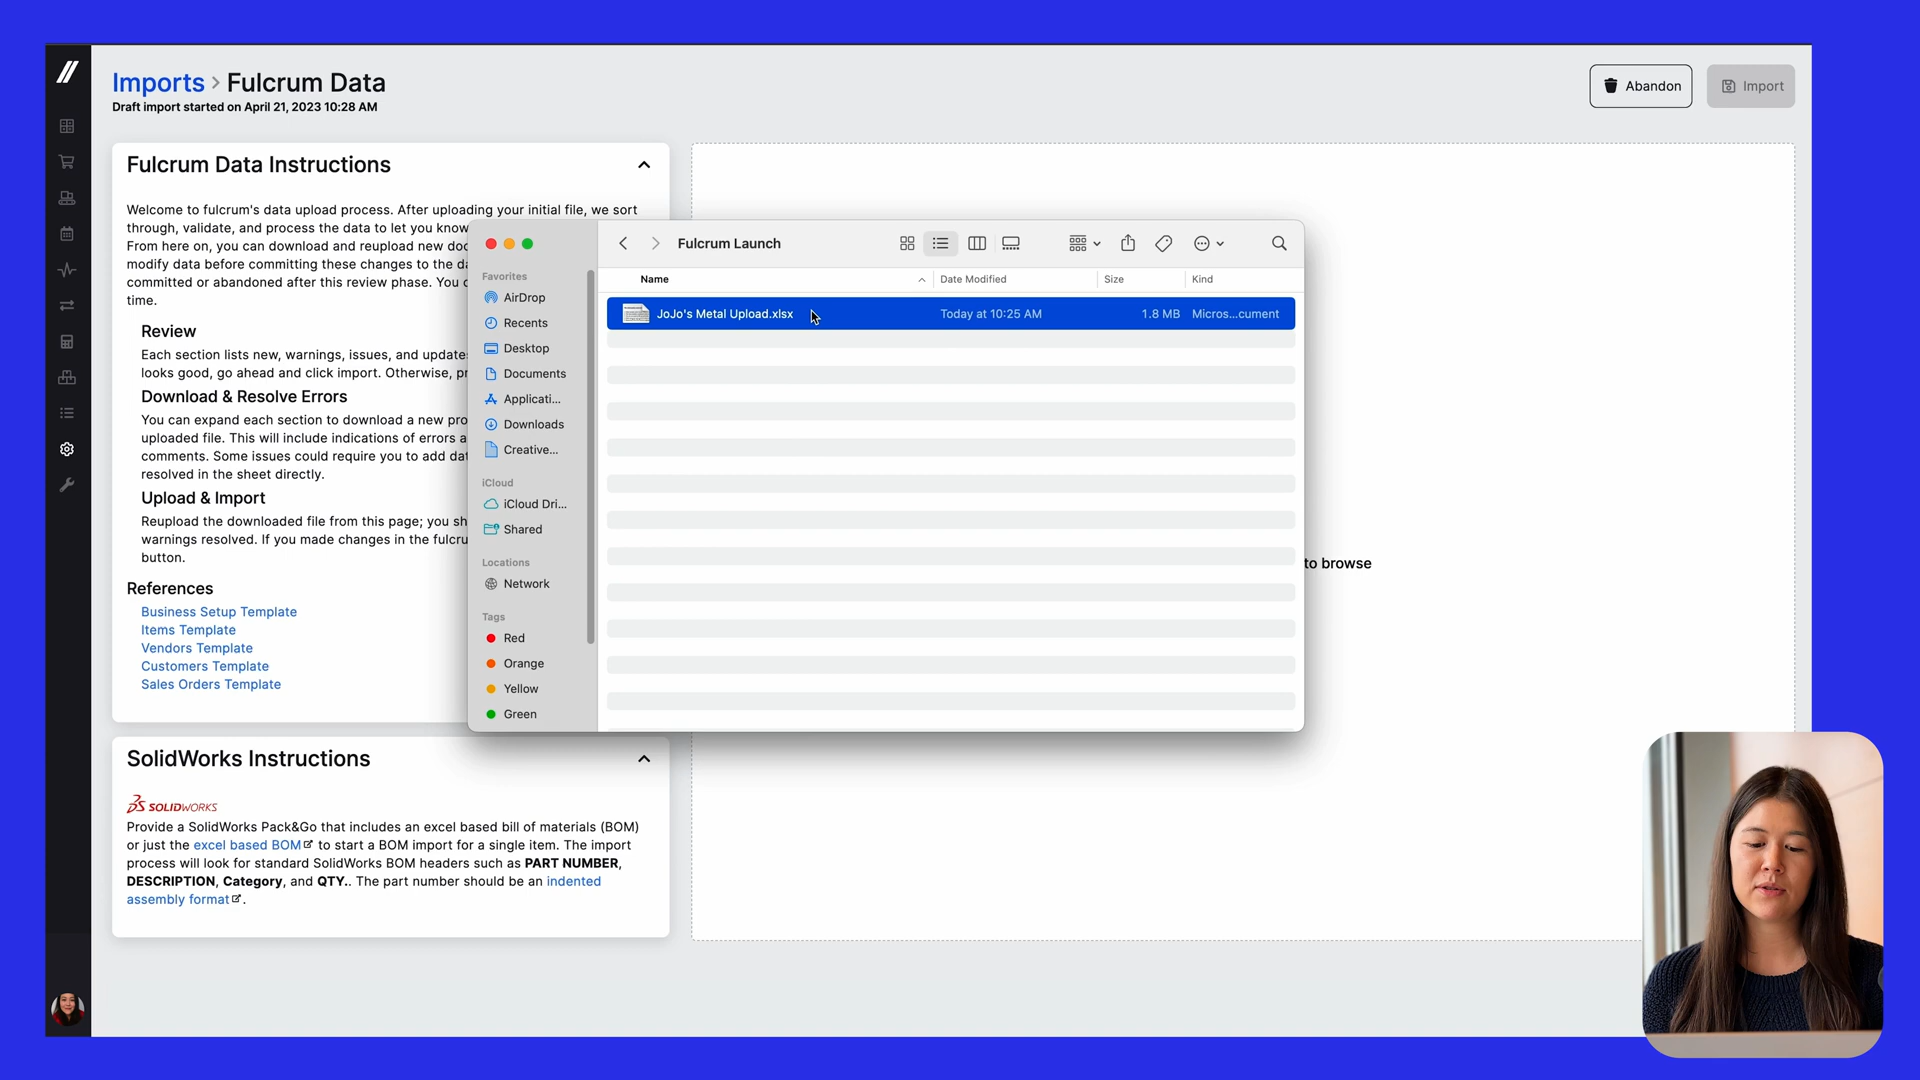 Imports > Fulcrum Data
Draft import started on April 21, 2023 10:28 AM
Abandon
Import
Fulcrum Data Instructions
Welcome to fulcrum's data upload process. After uploading your initial file, we sort
through, validate, and process the data to let you know
From here on, you can download and reupload new doc
modify data before committing these changes to the da
committed or abandoned after this review phase. You c
time.
Review
Each section lists new, warnings, issues, and update
looks good, go ahead and click import. Otherwise, pr
Download & Resolve Errors
You can expand each section to download a new pro
uploaded file. This will include indications of errors a
comments. Some issues could require you to add dat
resolved in the sheet directly.
Upload & Import
Reupload the downloaded file from this page; you sh
warnings resolved. If you made changes in the fulcru
button.
References
Business Setup Template
Items Template
Vendors Template
Customers Template
Sales Orders Template
Fulcrum Launch
Favorites
AirDrop
Recents
Desktop
Documents
Applicati...
Downloads
Creative...
iCloud
iCloud Dri...
Shared
Locations
Network
Tags
Red
Orange
Yellow
Green
Name
Date Modified
Size
Kind
JoJo's Metal Upload.xlsx
Today at 10:25 AM
1.8 MB
Micros...cument
to browse
SolidWorks Instructions
SOLIDWORKS
Provide a SolidWorks Pack&Go that includes an excel based bill of materials (BOM)
or just the excel based BOM to start a BOM import for a single item. The import
process will look for standard SolidWorks BOM headers such as PART NUMBER,
DESCRIPTION, Category, and QTY.. The part number should be an indented
assembly format.